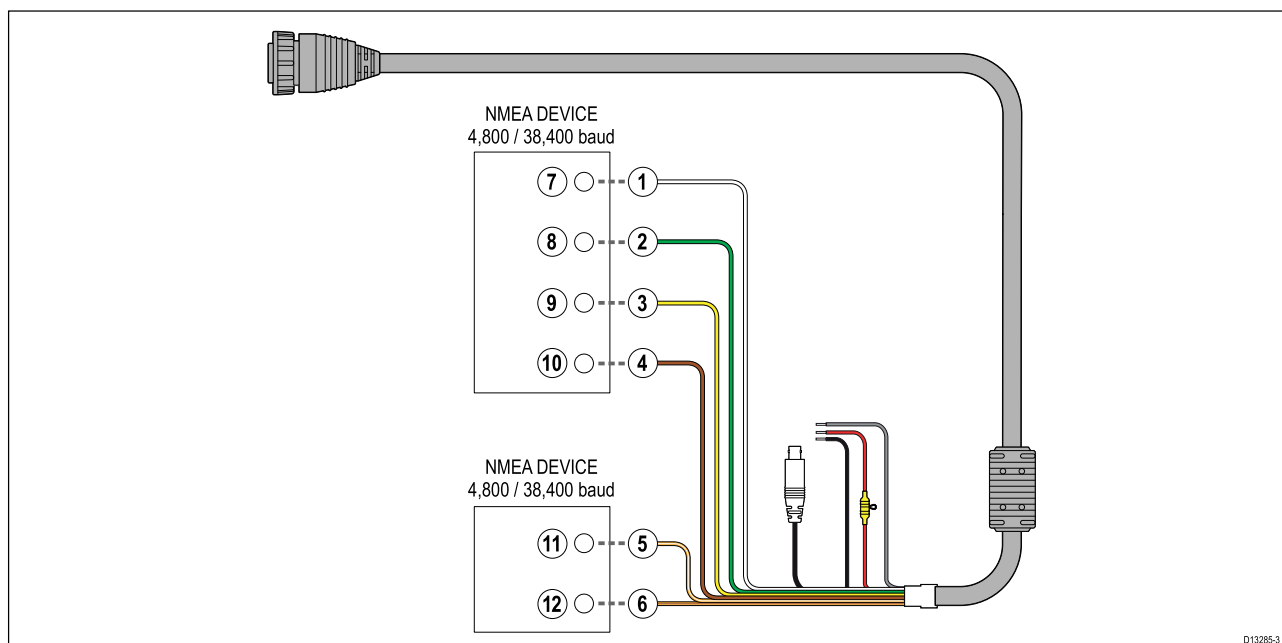 NMEA DEVICE
4,800 / 38,400 baud
7 1
8 2
9 3
10 4
NMEA DEVICE
4,800 / 38,400 baud
11 5
12 6
D13285-3